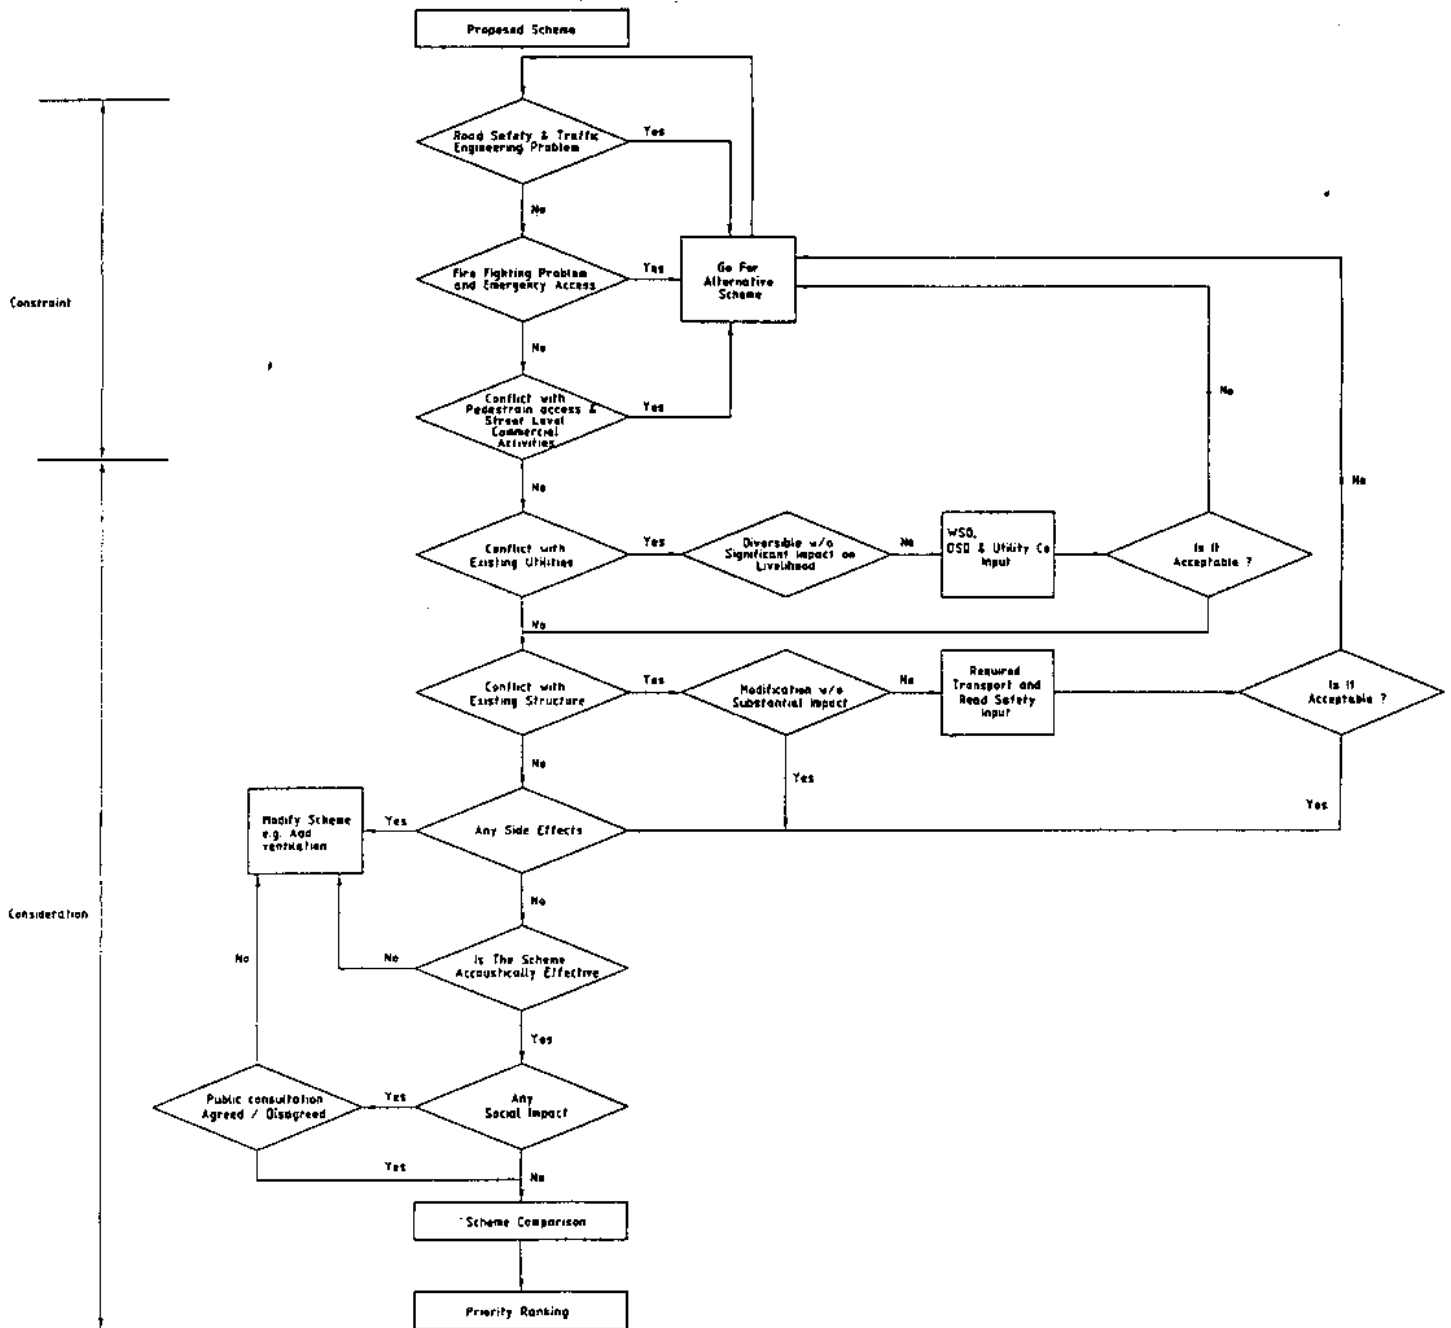 Proposed Scheme
Road Safety & Traffic
Engineering Problem
Yes
No
Fire Fighting Problem
and Emergency Access
Yes
Go For
Alternative
Scheme
Constraint
No
Conflict with
Pedestrain access &
Street Level
Commercial
Activities
Yes
No
No
No
Conflict with
Existing Utilities
Yes
Diversible w/o
Significant Impact on
Livelihood
No
WSD,
DSD & Utility Co
Input
Is It
Acceptable ?
No
Conflict with
Existing Structure
Yes
Modification w/o
Substantial Impact
No
Required
Transport and
Road Safety
Input
Is It
Acceptable ?
No
Yes
Yes
Modify Scheme
e.g. Add
ventilation
Yes
Any Side Effects
No
Consideration
No
No
Is The Scheme
Accoustically Effective
Yes
Public consultation
Agreed / Disagreed
Yes
Any
Social Impact
Yes
No
Scheme Comparison
Priority Ranking